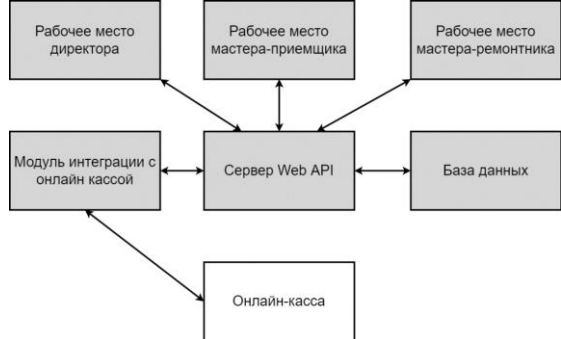 Рабочее место
директора
Рабочее место
мастера-приемщика
Рабочее место
мастера-ремонтника
Модуль интеграции с
онлайн кассой
Сервер Web API
База данных
Онлайн-касса